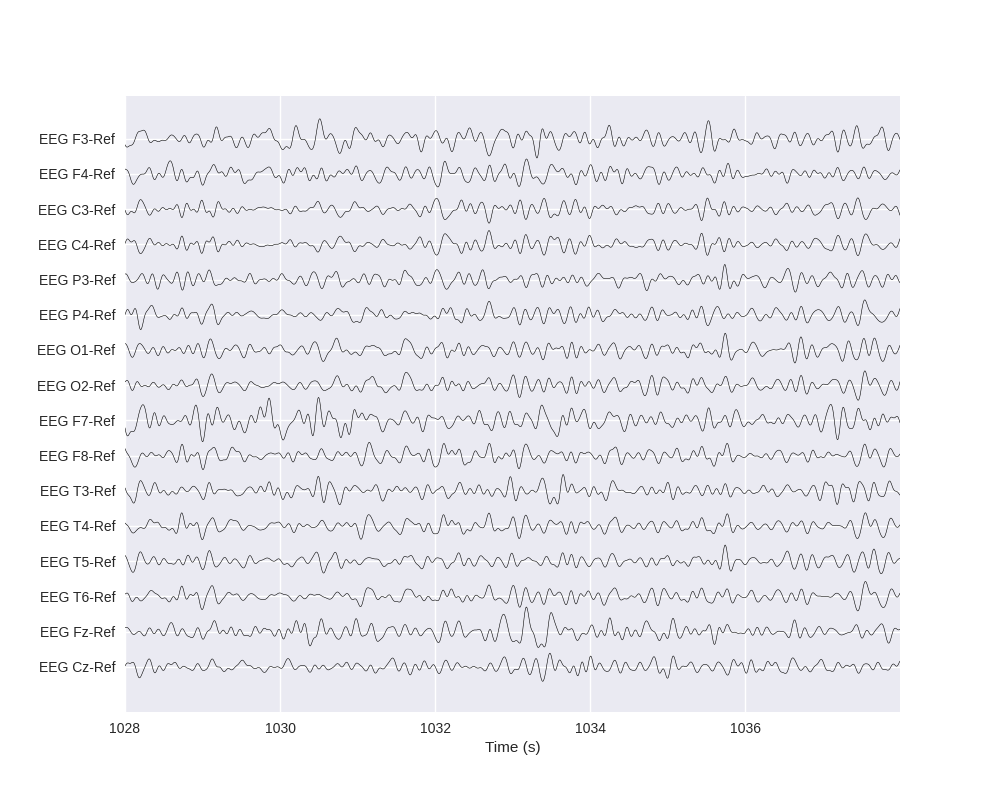 EEG F3-Ref
EEG F4-Ref
EEG C3-Ref
EEG C4-Ref
EEG P3-Ref
EEG P4-Ref
EEG O1-Ref
EEG O2-Ref
EEG F7-Ref
EEG F8-Ref
EEG T3-Ref
EEG T4-Ref
EEG T5-Ref
EEG T6-Ref
EEG Fz-Ref
EEG Cz-Ref
1028 1030 1032 1034 1036
Time (s)